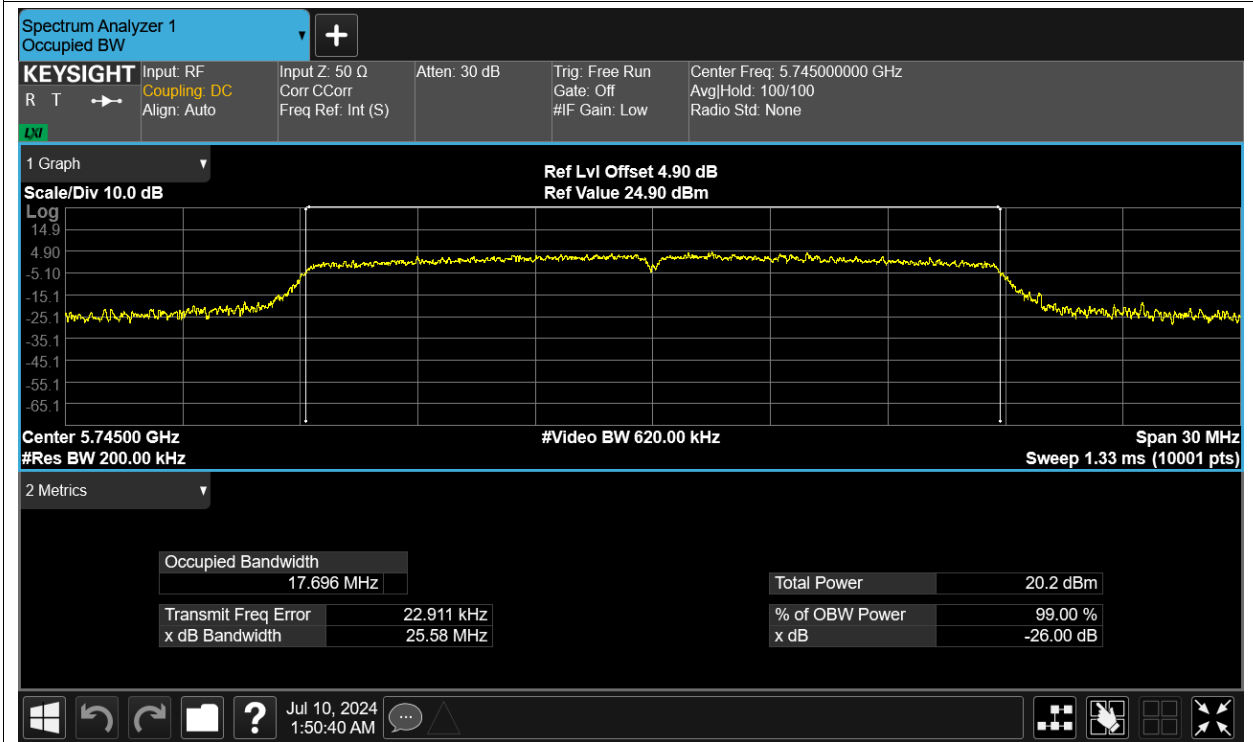 Spectrum Analyzer 1
Occupied BW
KEYSIGHT
R T
LXI
Input: RF
Coupling: DC
Align: Auto
Input Z: 50 Ω
Corr CCorr
Freq Ref: Int (S)
Atten: 30 dB
Trig: Free Run
Gate: Off
#IF Gain: Low
Center Freq: 5.745000000 GHz
Avg|Hold: 100/100
Radio Std: None
1 Graph
Scale/Div 10.0 dB
Ref Lvl Offset 4.90 dB
Ref Value 24.90 dBm
Log
14.9
4.90
-5.10
-15.1
-25.1
-35.1
-45.1
-55.1
-65.1
Center 5.74500 GHz
#Video BW 620.00 kHz
Span 30 MHz
#Res BW 200.00 kHz
Sweep 1.33 ms (10001 pts)
2 Metrics
Occupied Bandwidth
17.696 MHz
Total Power 20.2 dBm
Transmit Freq Error 22.911 kHz
% of OBW Power 99.00 %
x dB Bandwidth 25.58 MHz
x dB -26.00 dB
?
Jul 10, 2024
1:50:40 AM